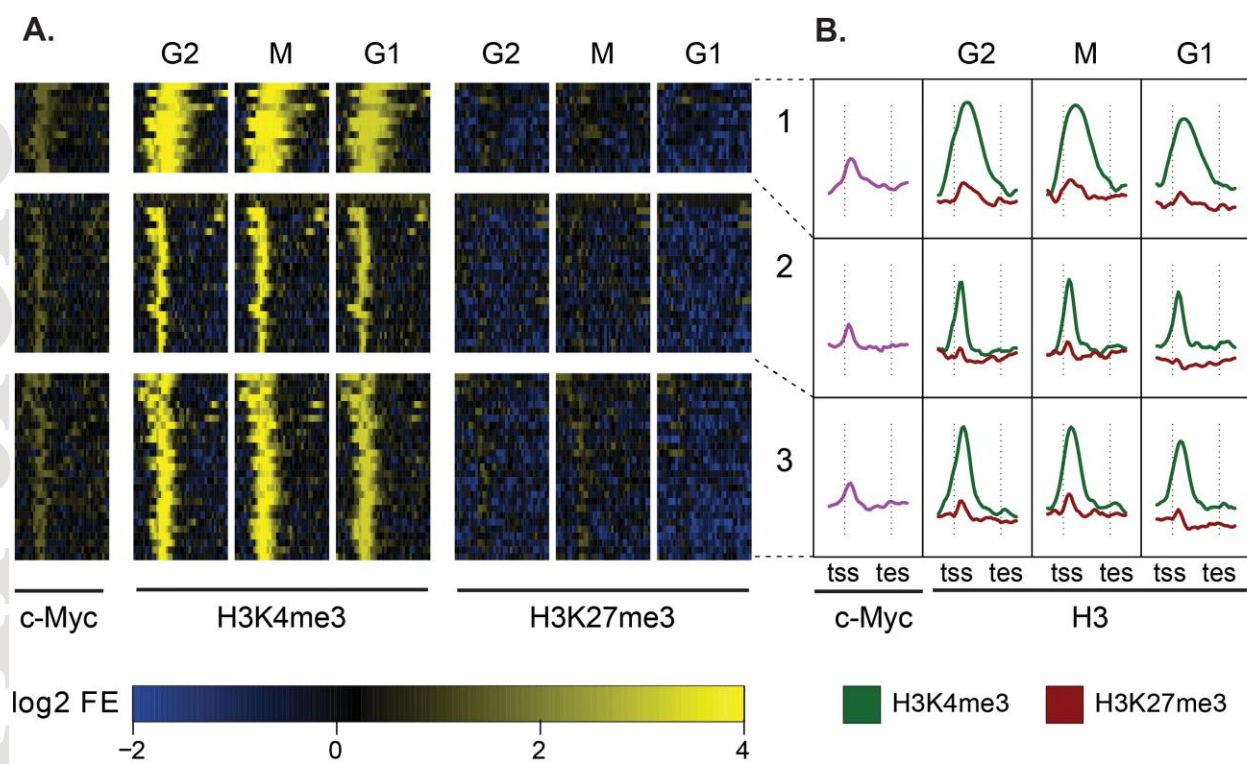 A.
B.
G2 M G1 G2 M G1
G2 M G1
1
2
3
tss tes tss tes tss tes tss tes
c-Myc H3K4me3 H3K27me3
c-Myc H3
log2 FE
−2 0 2 4
H3K4me3 H3K27me3